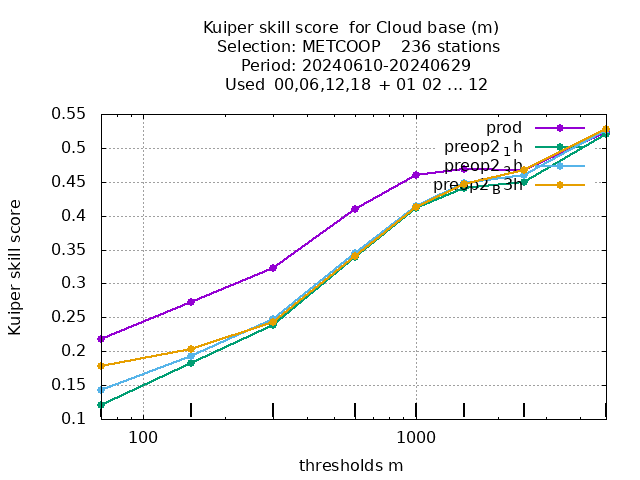 Kuiper skill score  for Cloud base (m)
Selection: METCOOP    236 stations
Period: 20240610-20240629
Used  00,06,12,18 + 01 02 ... 12
prod
preop2_1h
preop2_3h
preop2_B3h
0.55
0.5
0.45
0.4
0.35
0.3
0.25
0.2
0.15
0.1
Kuiper skill score
100
1000
thresholds m